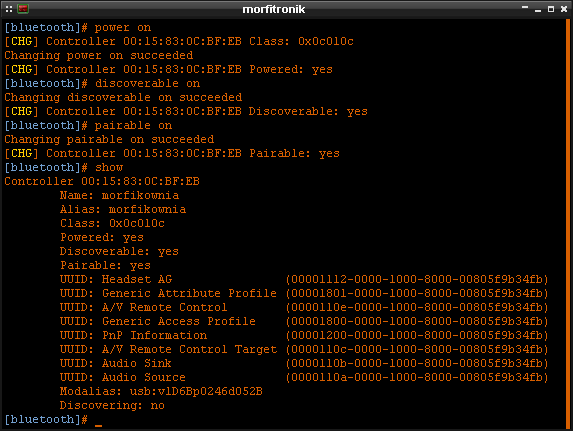 morfitronik
[bluetooth]# power on
[CHG] Controller 00:15:83:0C:BF:EB Class: 0x0c010c
Changing power on succeeded
[CHG] Controller 00:15:83:0C:BF:EB Powered: yes
[bluetooth]# discoverable on
Changing discoverable on succeeded
[CHG] Controller 00:15:83:0C:BF:EB Discoverable: yes
[bluetooth]# pairable on
Changing pairable on succeeded
[CHG] Controller 00:15:83:0C:BF:EB Pairable: yes
[bluetooth]# show
Controller 00:15:83:0C:BF:EB
Name: morfikownia
Alias: morfikownia
Class: 0x0c010c
Powered: yes
Discoverable: yes
Pairable: yes
UUID: Headset AG (00001112-0000-1000-8000-00805f9b34fb)
UUID: Generic Attribute Profile (00001801-0000-1000-8000-00805f9b34fb)
UUID: A/V Remote Control (0000110e-0000-1000-8000-00805f9b34fb)
UUID: Generic Access Profile (00001800-0000-1000-8000-00805f9b34fb)
UUID: PnP Information (00001200-0000-1000-8000-00805f9b34fb)
UUID: A/V Remote Control Target (0000110c-0000-1000-8000-00805f9b34fb)
UUID: Audio Sink (0000110b-0000-1000-8000-00805f9b34fb)
UUID: Audio Source (0000110a-0000-1000-8000-00805f9b34fb)
Modalias: usb:v1D6Bp0246d052B
Discovering: no
[bluetooth]# _